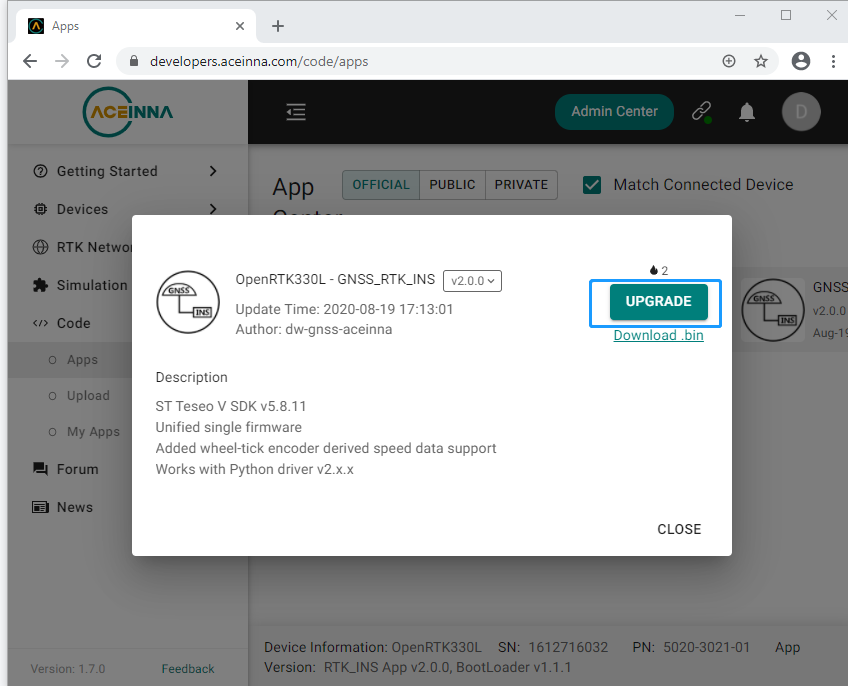 Apps
developers.aceinna.com/code/apps
ACEINNA
Admin Center
D
Getting Started
Devices
RTK Networ
Simulation
Code
Apps
Upload
My Apps
Forum
News
Version: 1.7.0
Feedback
App
OFFICIAL
PUBLIC
PRIVATE
Match Connected Device
GNSS
INS
OpenRTK330L - GNSS_RTK_INS
v2.0.0
Update Time: 2020-08-19 17:13:01
Author: dw-gnss-aceinna
2
UPGRADE
Download .bin
Description
ST Teseo V SDK v5.8.11
Unified single firmware
Added wheel-tick encoder derived speed data support
Works with Python driver v2.x.x
CLOSE
GNSS
INS
GNSS
v2.0.0
Aug-19
Device Information: OpenRTK330L SN: 1612716032 PN: 5020-3021-01 App
Version: RTK_INS App v2.0.0, BootLoader v1.1.1